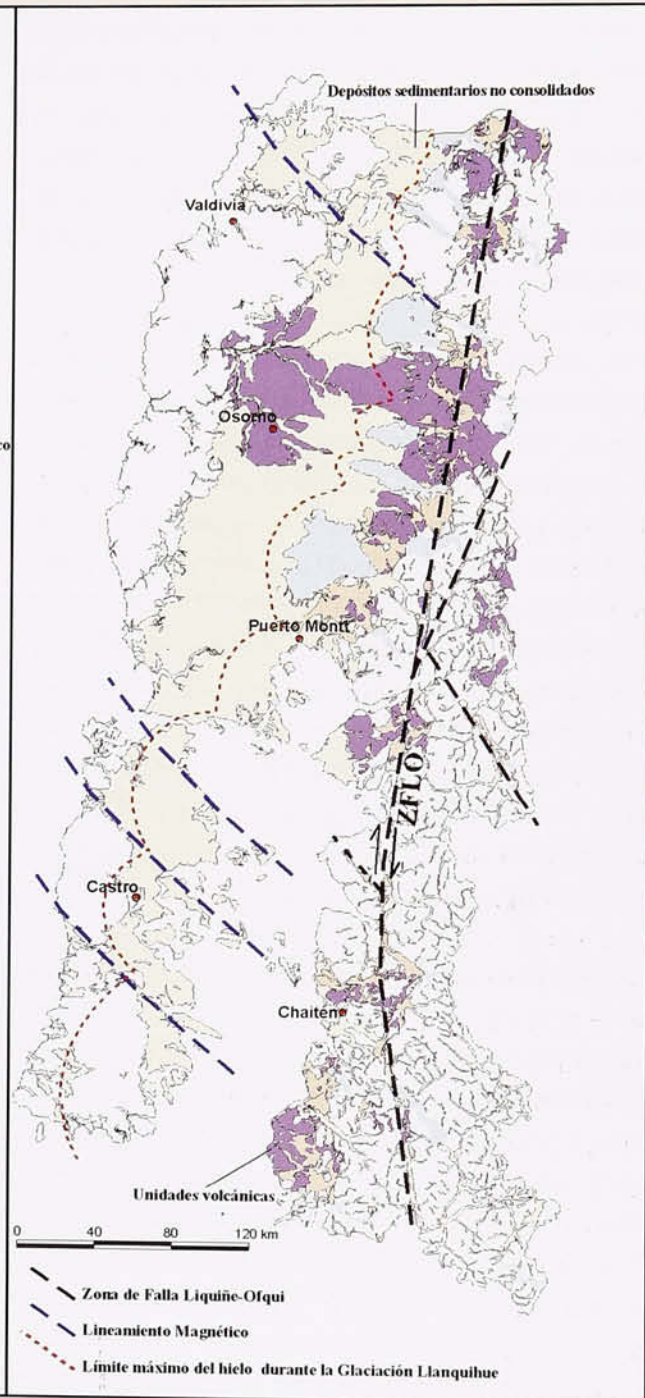 Depósitos sedimentarios no consolidados
Valdivia
co
Osorno
Puerto Montt
ZFLO
Castro
Chaitén
Unidades volcánicas
0 40 80 120 km
Zona de Falla Liquiñe-Ofqui
Lineamiento Magnético
Límite máximo del hielo durante la Glaciación Llanquihue